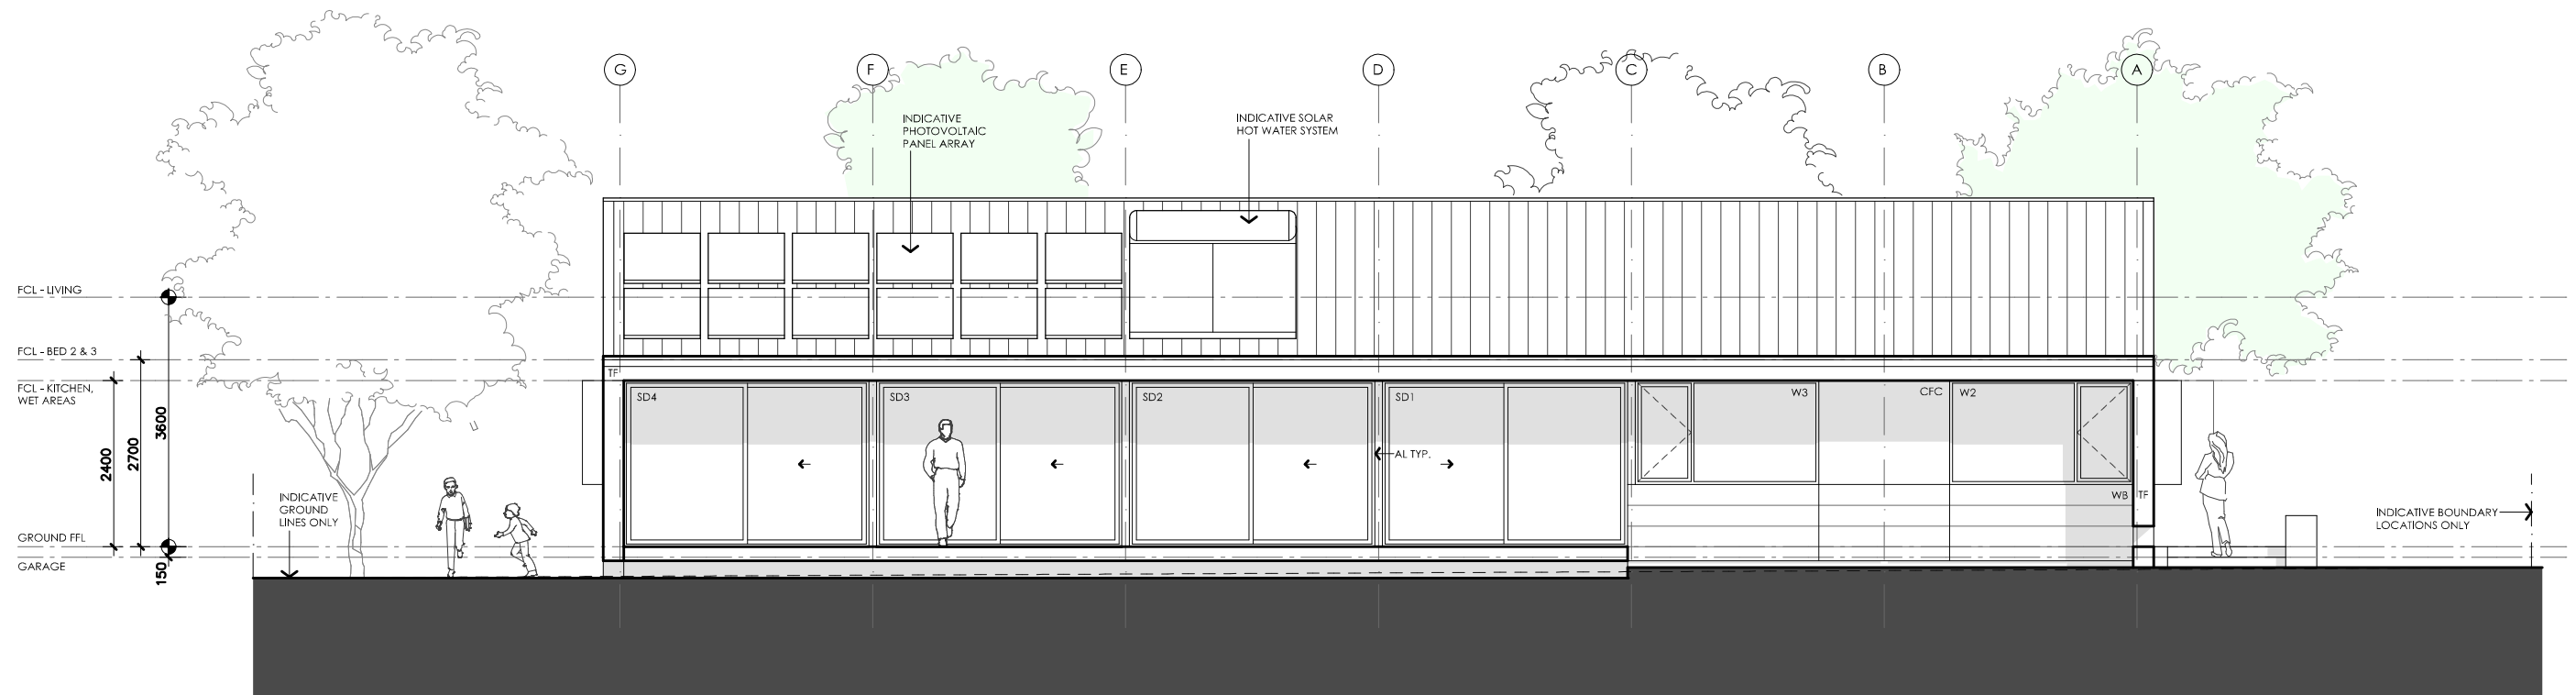 G
F
E
D
C
B
A
INDICATIVE
PHOTOVOLTAIC
PANEL ARRAY
INDICATIVE SOLAR
HOT WATER SYSTEM
FCL - LIVING
FCL - BED 2 & 3
FCL - KITCHEN,
WET AREAS
2400
2700
3600
150
TF
SD4
SD3
SD2
SD1
AL TYP.
W3
CFC
W2
WB
TF
INDICATIVE
GROUND
LINES ONLY
GROUND FFL
GARAGE
INDICATIVE BOUNDARY
LOCATIONS ONLY